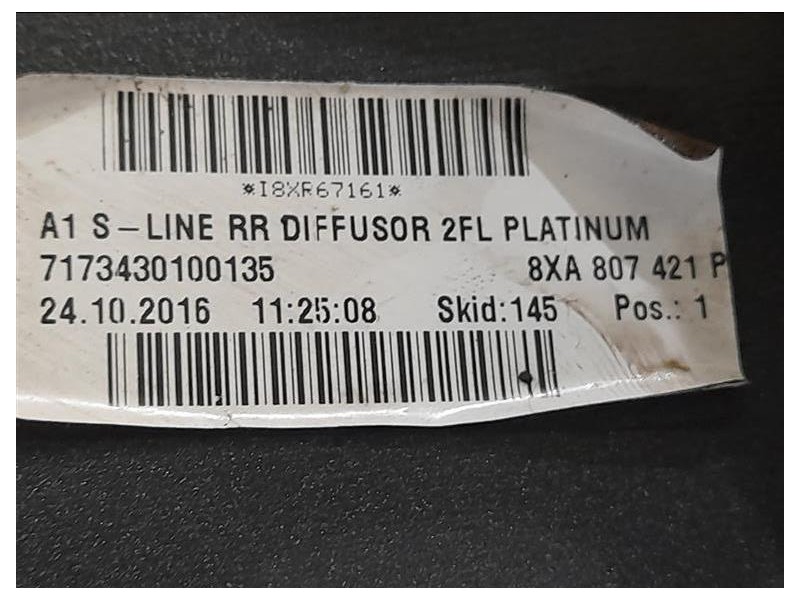 *I8XR67161*
A1 S-LINE RR DIFFUSOR 2FL PLATINUM
7173430100135 8XA 807 421 P
24.10.2016 11:25:08 Skid:145 Pos.: 1